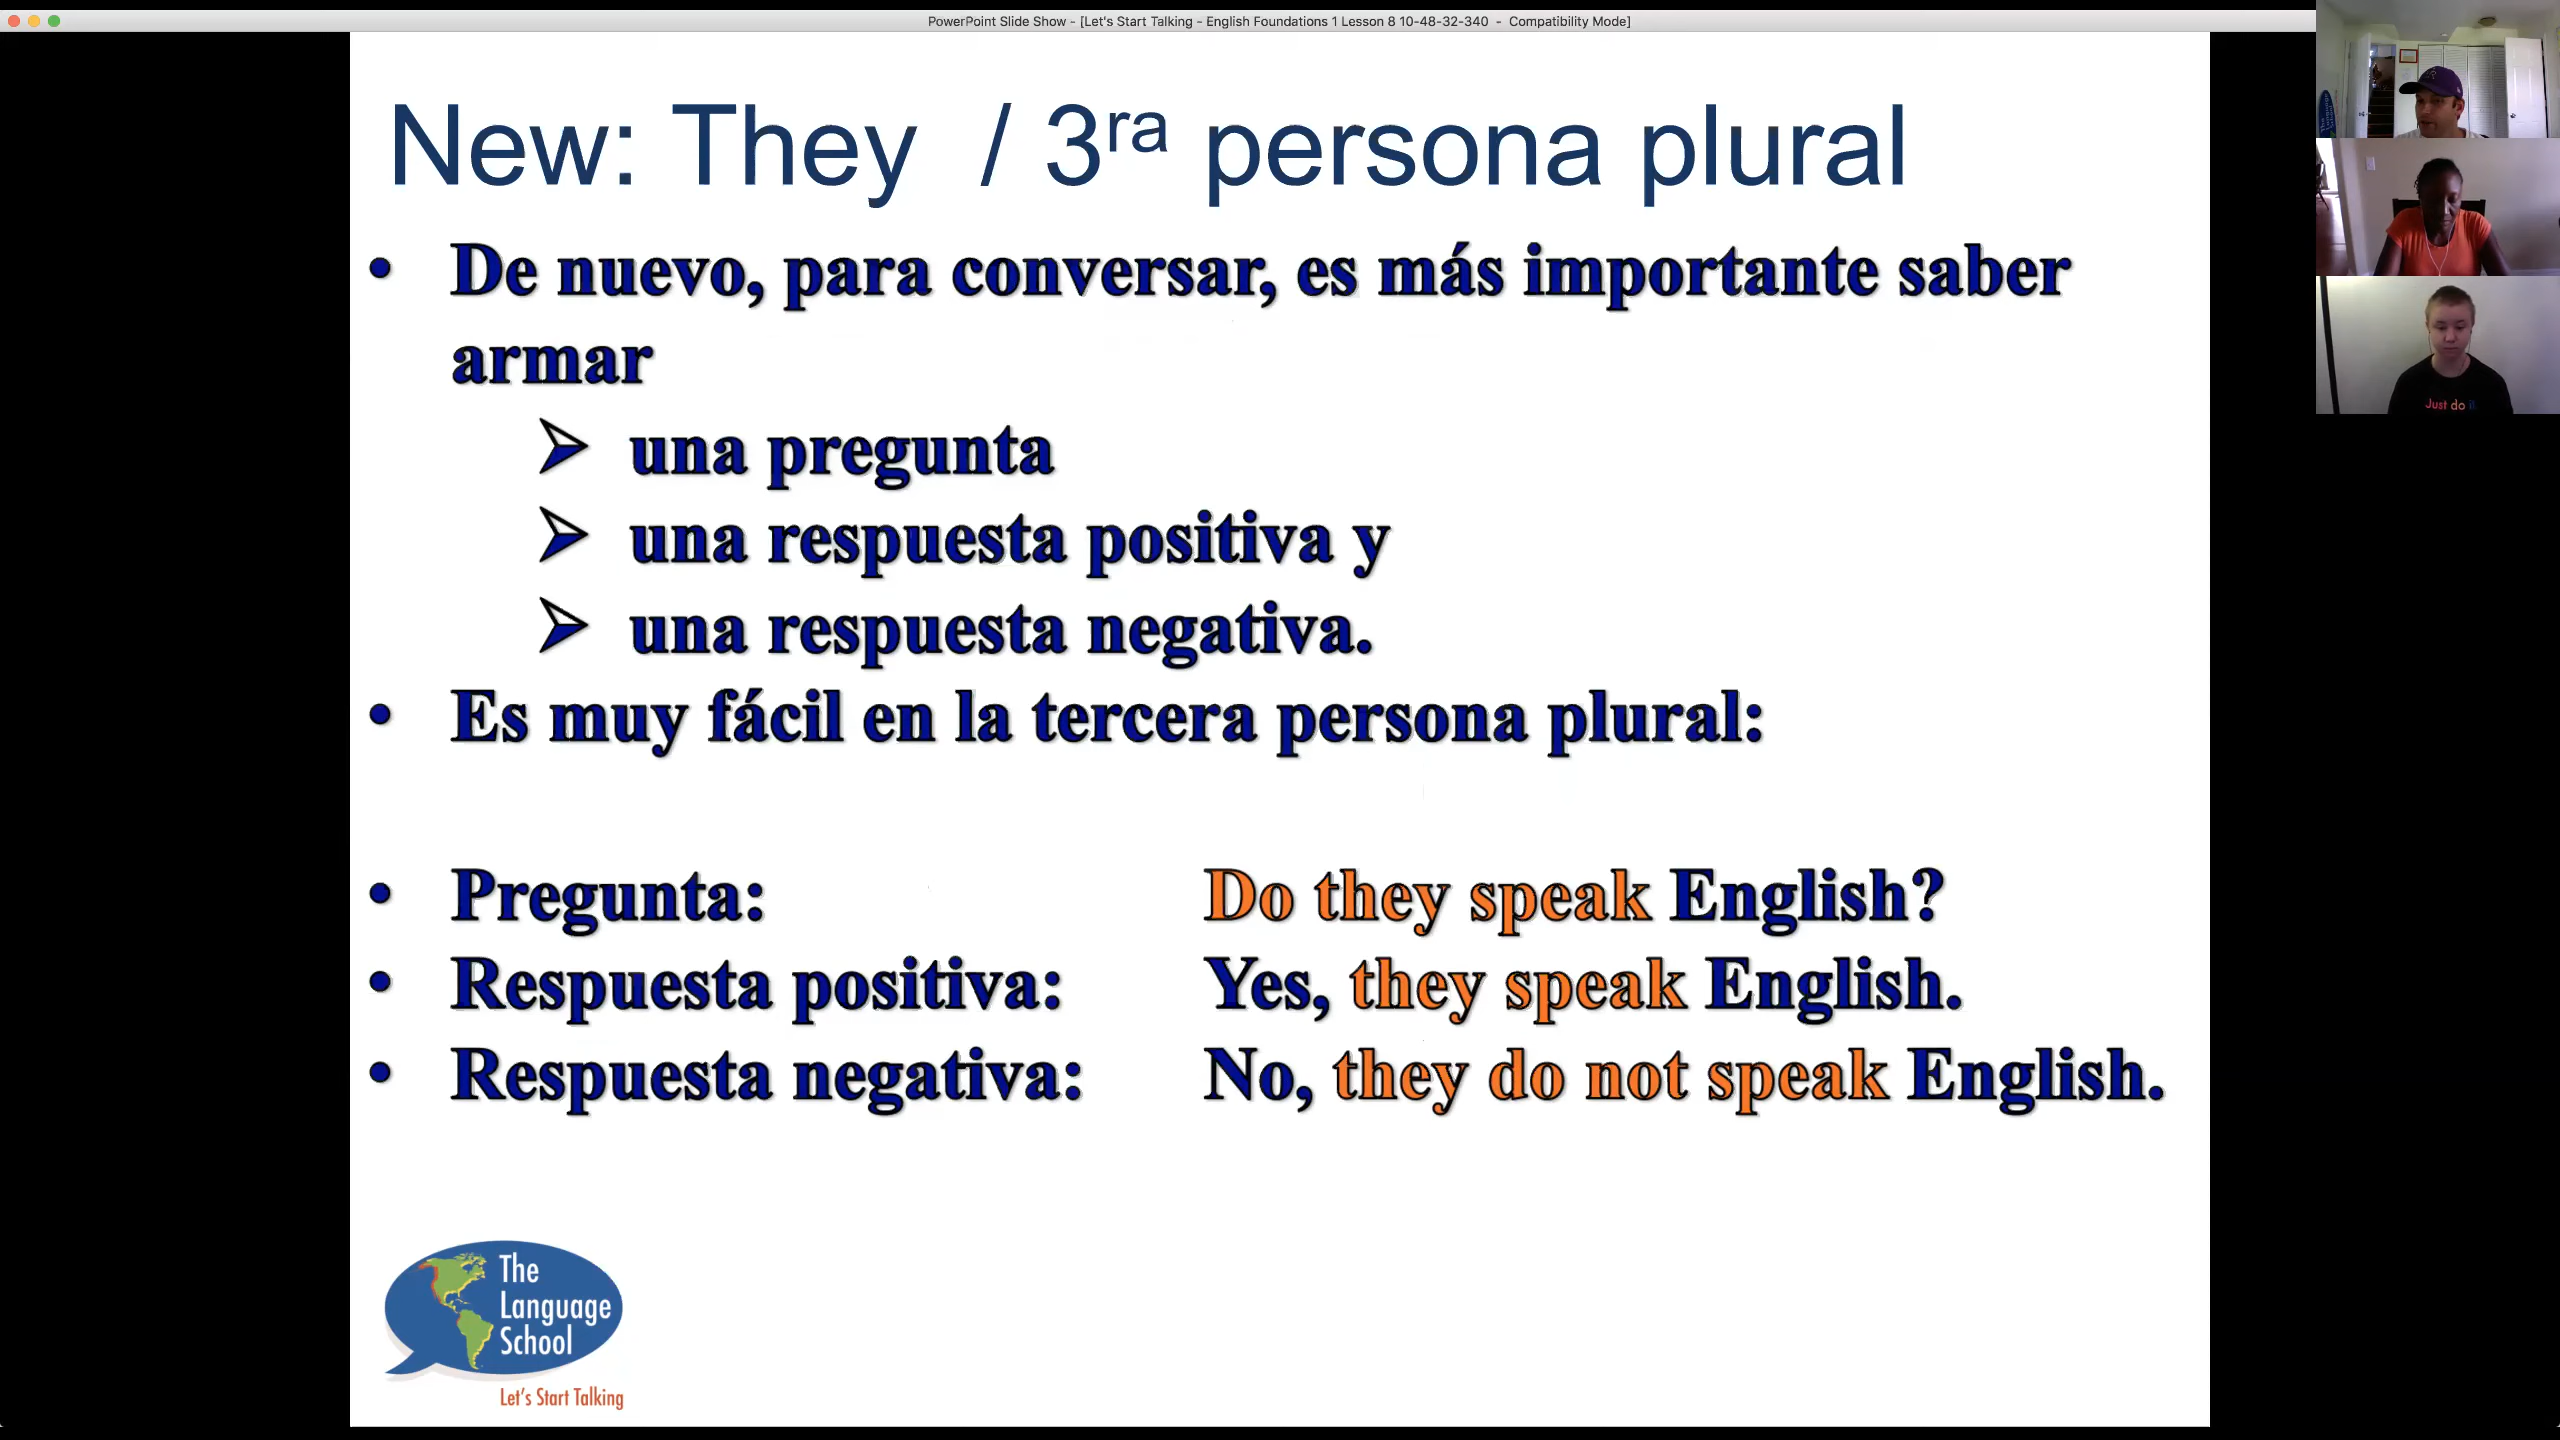 PowerPoint Slide Show - [Let's Start Talking - English Foundations 1 Lesson 8 10-48-32-340 - Compatibility Mode]
New: They / 3ra persona plural
• De nuevo, para conversar, es más importante saber
armar
➢ una pregunta
➢ una respuesta positiva y
➢ una respuesta negativa.
• Es muy fácil en la tercera persona plural:
• Pregunta: Do they speak English?
• Respuesta positiva: Yes, they speak English.
• Respuesta negativa: No, they do not speak English.
The
Language
School
Let's Start Talking
Just do it.